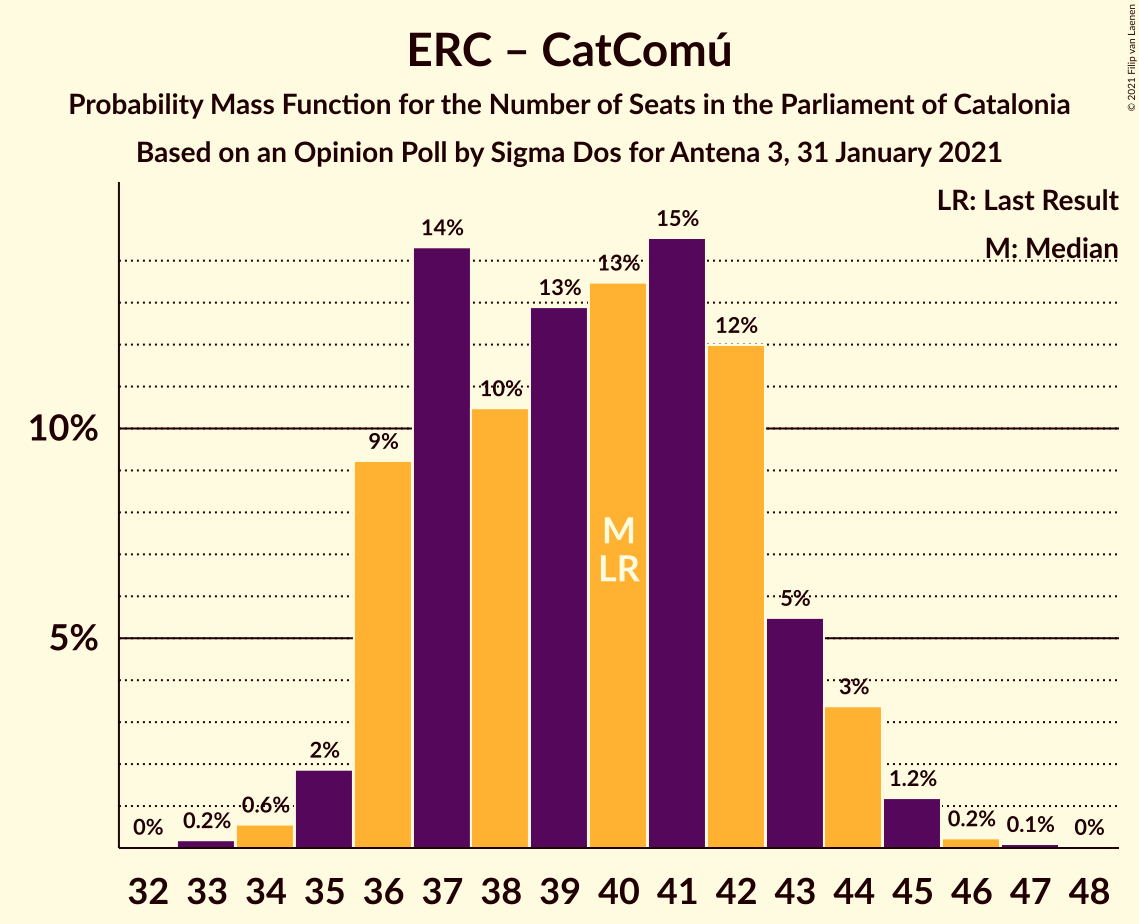 ERC – CatComú
Probability Mass Function for the Number of Seats in the Parliament of Catalonia
Based on an Opinion Poll by Sigma Dos for Antena 3, 31 January 2021
© 2021 Filip van Laenen
LR: Last Result
M: Median
10%
5%
0%
0.2%
0.6%
2%
9%
14%
10%
13%
13%
15%
12%
5%
3%
1.2%
0.2%
0.1%
0%
M
LR
32 33 34 35 36 37 38 39 40 41 42 43 44 45 46 47 48